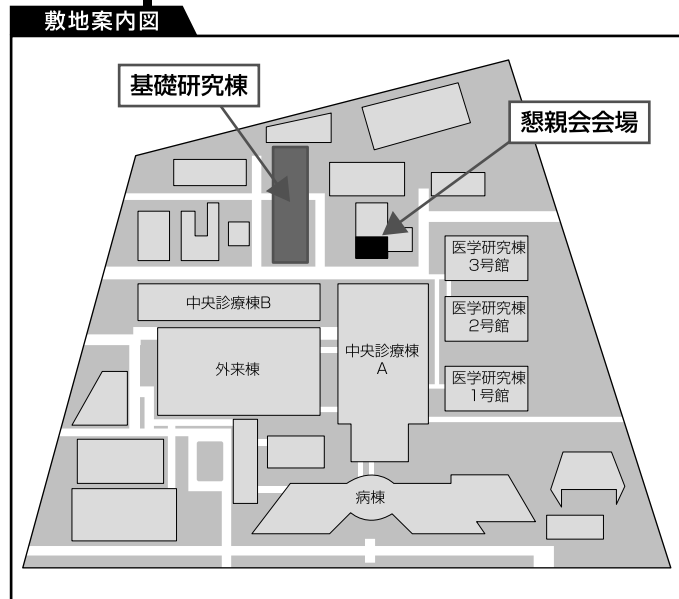 敷地案内図
基礎研究棟
懇親会会場
医学研究棟
3号館
中央診療棟B
医学研究棟
2号館
外来棟
中央診療棟
A
医学研究棟
1号館
病棟